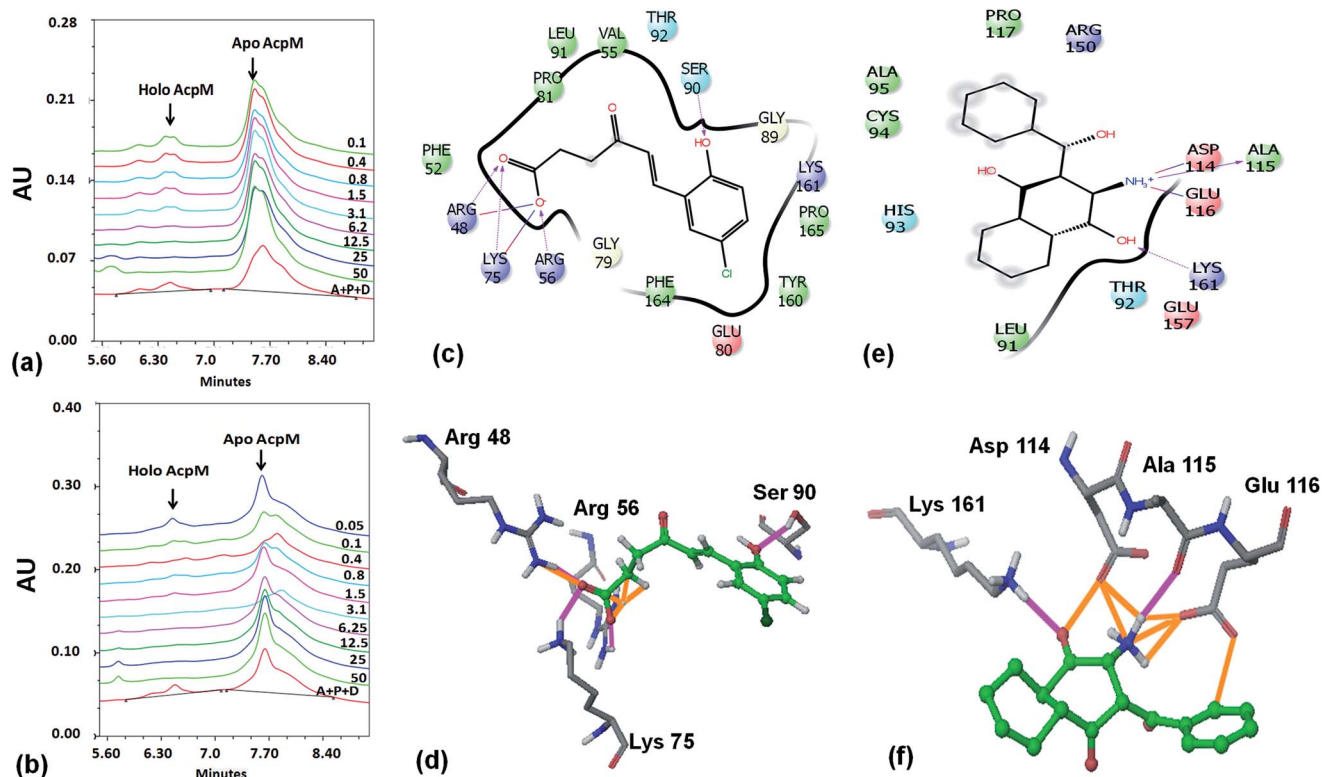 0.28
0.21
0.14
0.07
0.00
AU
Apo AcpM
Holo AcpM
0.1
0.4
0.8
1.5
3.1
6.2
12.5
25
50
A+P+D
5.60 6.30 7.0 7.70 8.40
Minutes
(a)
0.40
0.30
0.20
0.10
0.00
AU
Apo AcpM
Holo AcpM
0.05
0.1
0.4
0.8
1.5
3.1
6.25
12.5
25
50
A+P+D
5.60 6.30 7.0 7.70 8.40
Minutes
(b)
THR
92
LEU
91
VAL
55
SER
90
PRO
81
GLY
89
PHE
52
LYS
161
ARG
48
PRO
165
LYS
75
ARG
56
GLY
79
PHE
164
TYR
160
GLU
80
O
O
O-
O
HO
Cl
(c)
Arg 48
Arg 56
Ser 90
Lys 75
(d)
PRO
117
ARG
150
ALA
95
CYS
94
ASP
114
ALA
115
GLU
116
HIS
93
LYS
161
THR
92
GLU
157
LEU
91
OH
HO
NH3+
OH
(e)
Asp 114
Ala 115
Glu 116
Lys 161
(f)